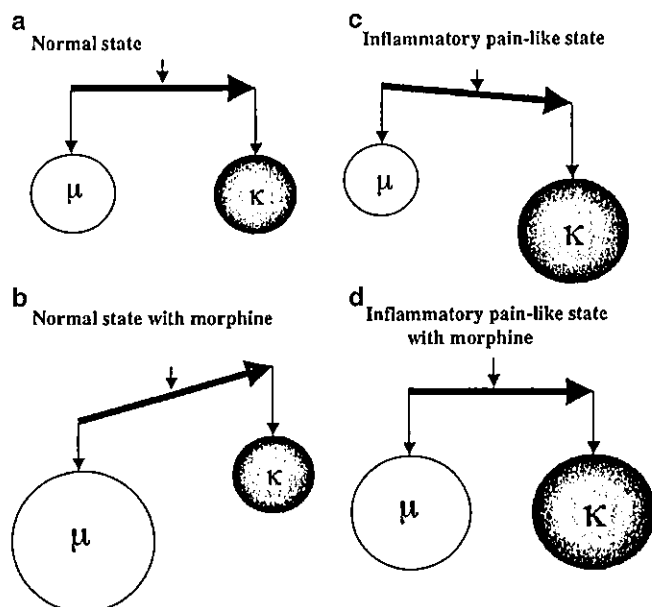 a
Normal state
μ
κ
b
Normal state with morphine
μ
κ
c
Inflammatory pain-like state
μ
κ
d
Inflammatory pain-like state
with morphine
μ
κ